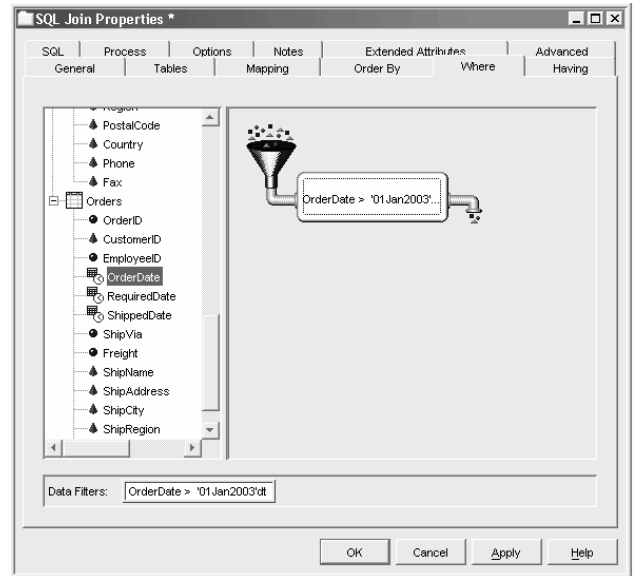 SQL Join Properties *
SQL Process Options Notes Extended Attributes Advanced
General Tables Mapping Order By Where Having
Region
PostalCode
Country
Phone
Fax
Orders
OrderID
CustomerID
EmployeeID
OrderDate
RequiredDate
ShippedDate
ShipVia
Freight
ShipName
ShipAddress
ShipCity
ShipRegion
OrderDate > '01Jan2003'...
Data Filters: OrderDate > '01Jan2003'dt
OK Cancel Apply Help